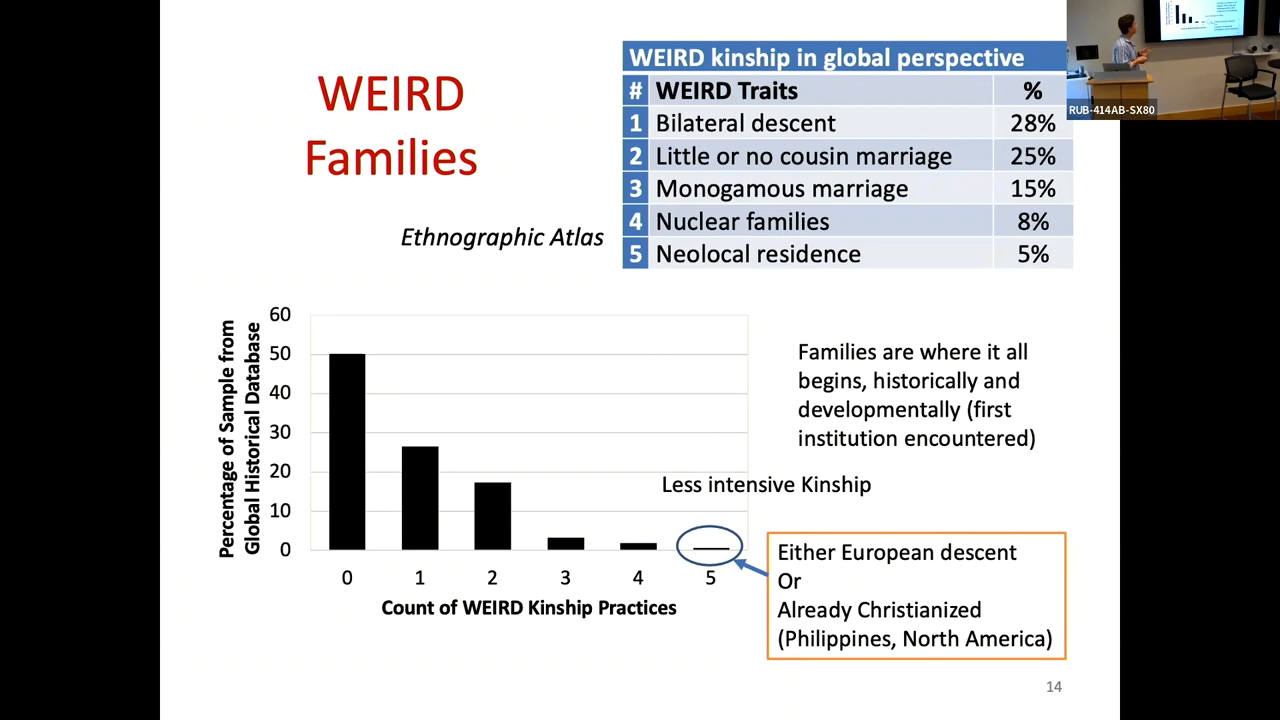 WEIRD
Families
Ethnographic Atlas
WEIRD kinship in global perspective
# WEIRD Traits %
1 Bilateral descent 28%
2 Little or no cousin marriage 25%
3 Monogamous marriage 15%
4 Nuclear families 8%
5 Neolocal residence 5%
RUB-414AB-SX80
Percentage of Sample from
Global Historical Database
60
50
40
30
20
10
0
0 1 2 3 4 5
Count of WEIRD Kinship Practices
Families are where it all
begins, historically and
developmentally (first
institution encountered)
Less intensive Kinship
Either European descent
Or
Already Christianized
(Philippines, North America)
14